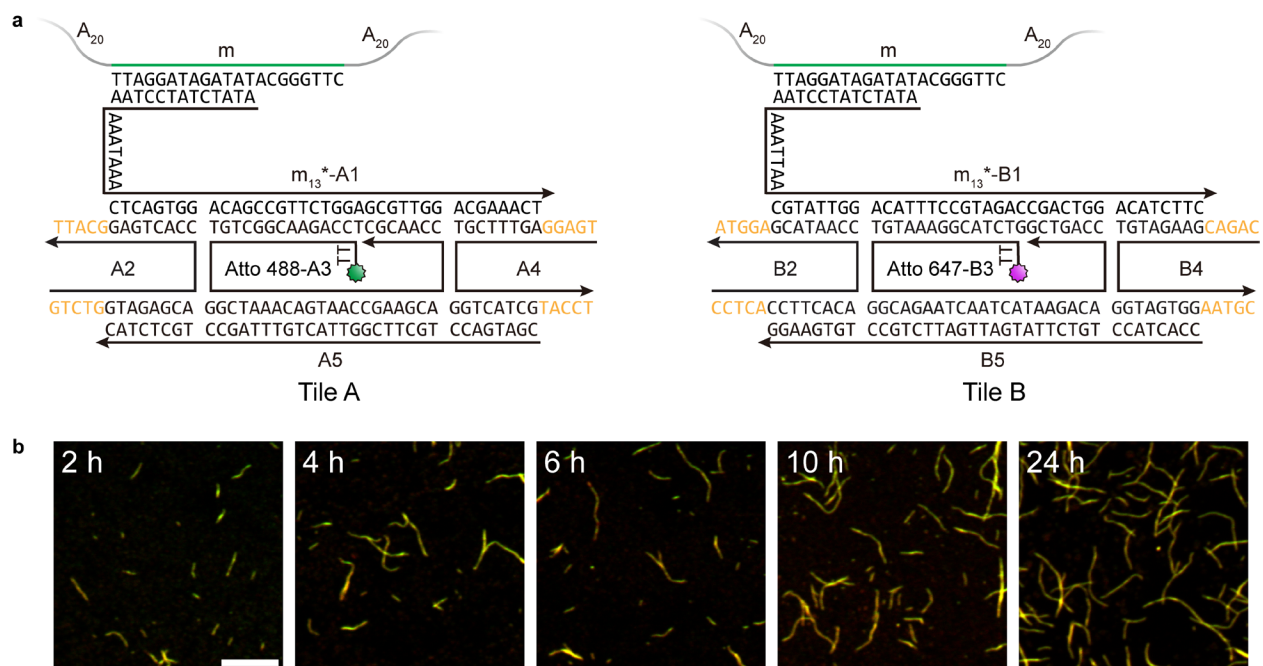 a
A20 m A20
TTAGGATAGATATACGGGTTC
AATCCTATCTATA
AAATAAA
m13*-A1
CTCAGTGG ACAGCCGTTCTGGAGCGTTGG ACGAAACT
TTACGGAGTCACC TGTCGGCAAGACCTCGCAACC TGCTTTGAGGAGT
A2 Atto 488-A3 TT A4
GTCTGGTAGAGCA GGCTAAACAGTAACCGAAGCA GGTCATCGTACCT
CATCTCGT CCGATTTGTCATTGGCTTCGT CCAGTAGC
A5
Tile A
A20 m A20
TTAGGATAGATATACGGGTTC
AATCCTATCTATA
AAATTAA
m13*-B1
CGTATTGG ACATTTCCGTAGACCGACTGG ACATCTTC
ATGGAGCATAACC TGTAAAGGCATCTGGCTGACC TGTAGAAGCAGAC
B2 Atto 647-B3 TT B4
CCTCACCTTCACA GGCAGAATCAATCATAAGACA GGTAGTGGAATGC
GGAAGTGT CCGTCTTAGTTAGTATTCTGT CCATCACC
B5
Tile B
b
2 h 4 h 6 h 10 h 24 h